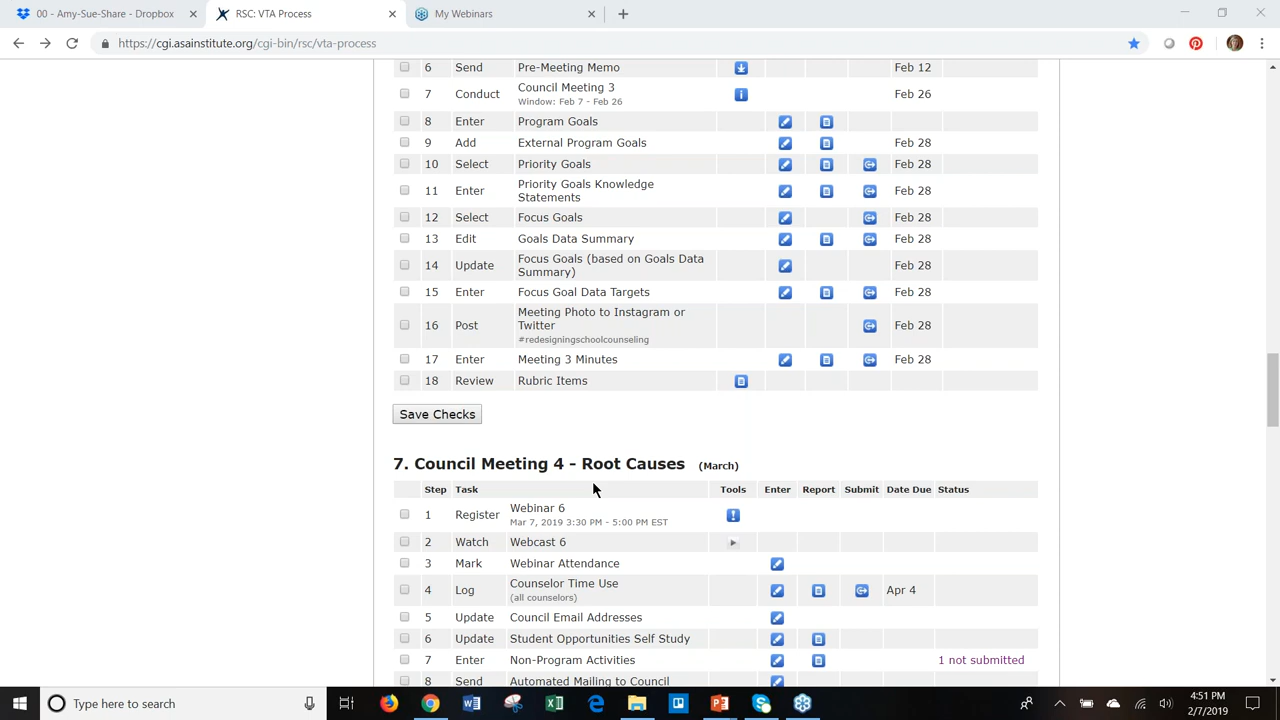 00 - Amy-Sue-Share - Dropbox
RSC: VTA Process
My Webinars
https://cgi.asainstitute.org/cgi-bin/rsc/vta-process
6 Send Pre-Meeting Memo Feb 12
7 Conduct Council Meeting 3 Feb 26
Window: Feb 7 - Feb 26
8 Enter Program Goals
9 Add External Program Goals Feb 28
10 Select Priority Goals Feb 28
11 Enter Priority Goals Knowledge Feb 28
Statements
12 Select Focus Goals Feb 28
13 Edit Goals Data Summary Feb 28
14 Update Focus Goals (based on Goals Data Feb 28
Summary)
15 Enter Focus Goal Data Targets Feb 28
16 Post Meeting Photo to Instagram or Feb 28
Twitter
#redesigningschoolcounseling
17 Enter Meeting 3 Minutes Feb 28
18 Review Rubric Items
Save Checks
7. Council Meeting 4 - Root Causes (March)
Step Task Tools Enter Report Submit Date Due Status
1 Register Webinar 6
Mar 7, 2019 3:30 PM - 5:00 PM EST
2 Watch Webcast 6
3 Mark Webinar Attendance
4 Log Counselor Time Use Apr 4
(all counselors)
5 Update Council Email Addresses
6 Update Student Opportunities Self Study
7 Enter Non-Program Activities 1 not submitted
8 Send Automated Mailing to Council
Type here to search
4:51 PM
2/7/2019